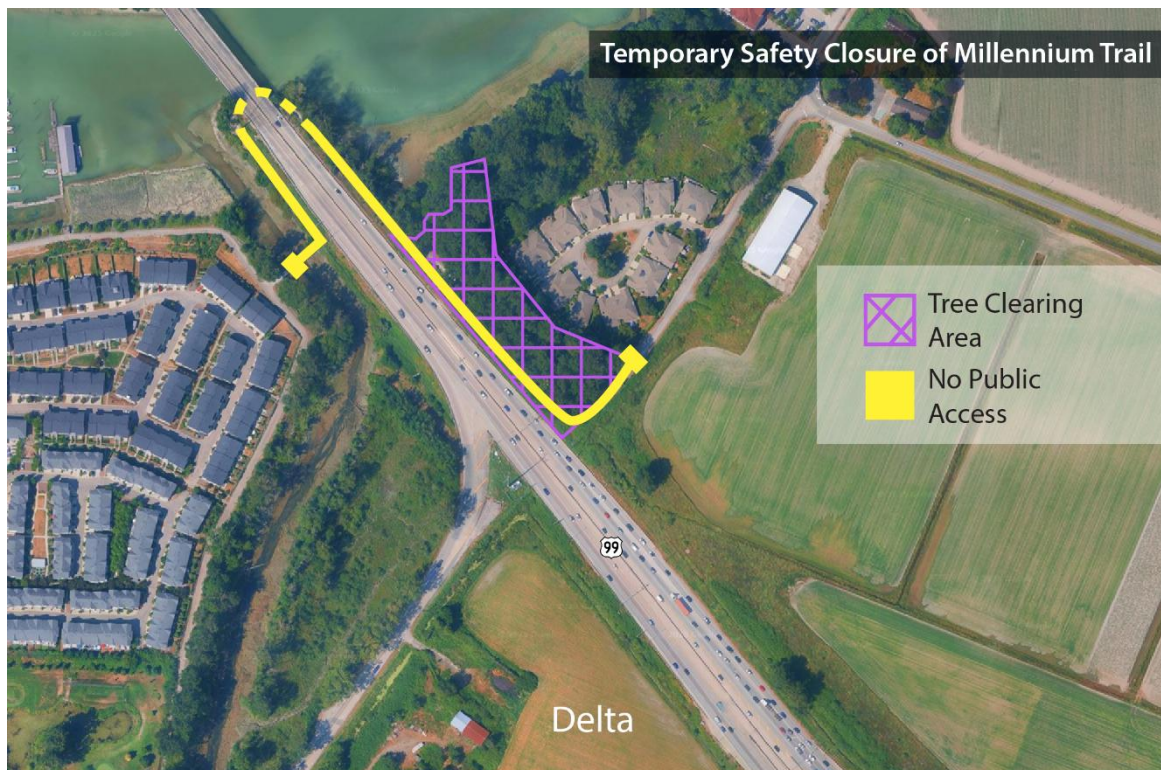 Temporary Safety Closure of Millennium Trail
Tree Clearing
Area
No Public
Access
99
Delta